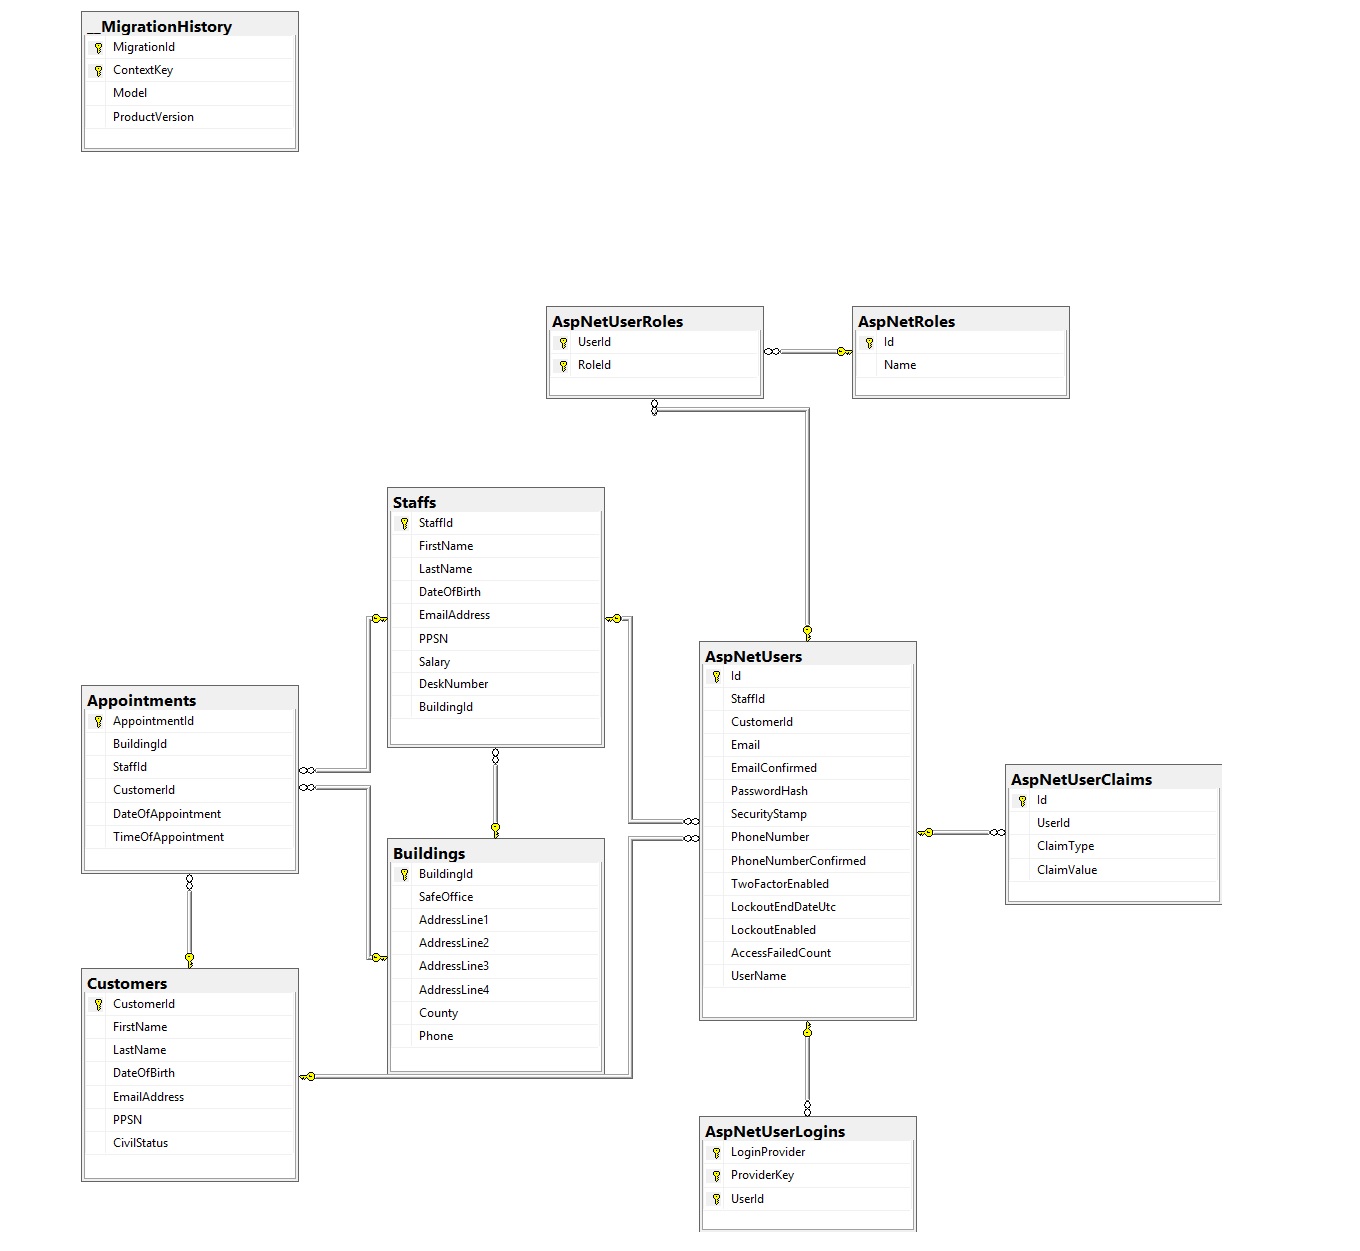 __MigrationHistory
MigrationId
ContextKey
Model
ProductVersion
AspNetUserRoles
UserId
RoleId
AspNetRoles
Id
Name
Staffs
StaffId
FirstName
LastName
DateOfBirth
EmailAddress
PPSN
Salary
DeskNumber
BuildingId
Appointments
AppointmentId
BuildingId
StaffId
CustomerId
DateOfAppointment
TimeOfAppointment
Buildings
BuildingId
SafeOffice
AddressLine1
AddressLine2
AddressLine3
AddressLine4
County
Phone
Customers
CustomerId
FirstName
LastName
DateOfBirth
EmailAddress
PPSN
CivilStatus
AspNetUsers
Id
StaffId
CustomerId
Email
EmailConfirmed
PasswordHash
SecurityStamp
PhoneNumber
PhoneNumberConfirmed
TwoFactorEnabled
LockoutEndDateUtc
LockoutEnabled
AccessFailedCount
UserName
AspNetUserClaims
Id
UserId
ClaimType
ClaimValue
AspNetUserLogins
LoginProvider
ProviderKey
UserId